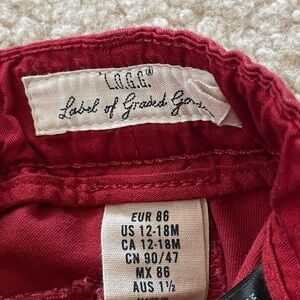 L.O.G.G.®
Label of Graded Goods
EUR 86
US 12-18M
CA 12-18M
CN 90/47
MX 86
AUS 1½